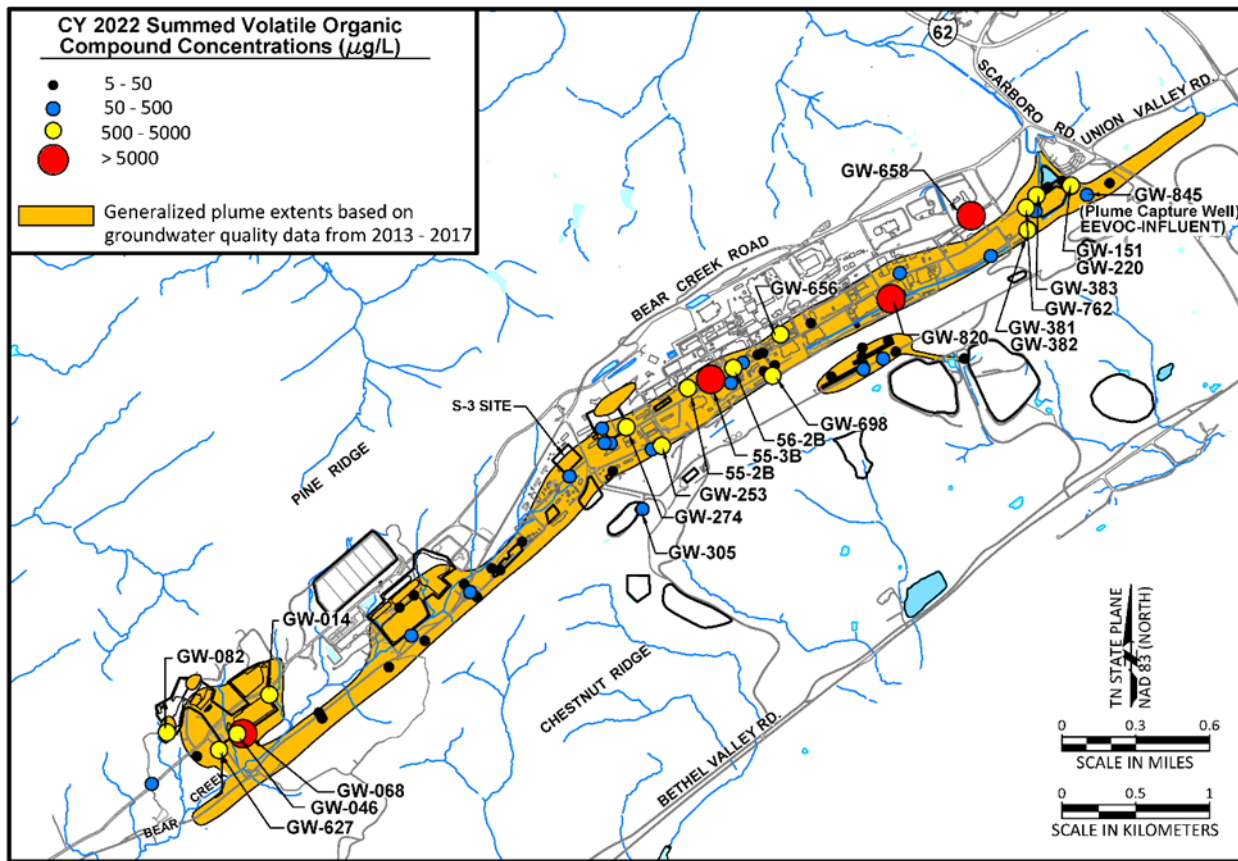 CY 2022 Summed Volatile Organic
Compound Concentrations (µg/L)
5 - 50
50 - 500
500 - 5000
> 5000
Generalized plume extents based on
groundwater quality data from 2013 - 2017
62
SCARBORO RD.
UNION VALLEY RD.
GW-658
GW-845
(Plume Capture Well)
EEVOC-INFLUENT)
GW-151
GW-220
GW-383
GW-762
GW-381
GW-382
BEAR CREEK ROAD
GW-656
GW-820
S-3 SITE
GW-698
56-2B
55-3B
55-2B
GW-253
GW-274
GW-305
PINE RIDGE
GW-014
GW-082
CHESTNUT RIDGE
BETHEL VALLEY RD.
GW-068
GW-046
GW-627
BEAR CREEK
TN STATE PLANE
NAD 83 (NORTH)
0 0.3 0.6
SCALE IN MILES
0 0.5 1
SCALE IN KILOMETERS